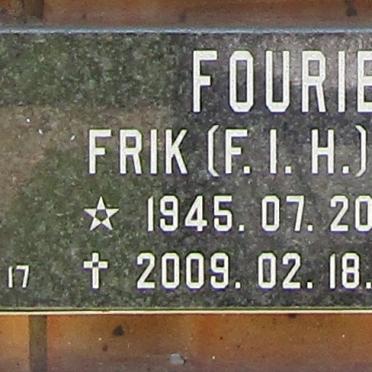 FOURIE
FRIK (F. I. H.)
☆ 1945. 07. 20
✝ 2009. 02. 18.
17